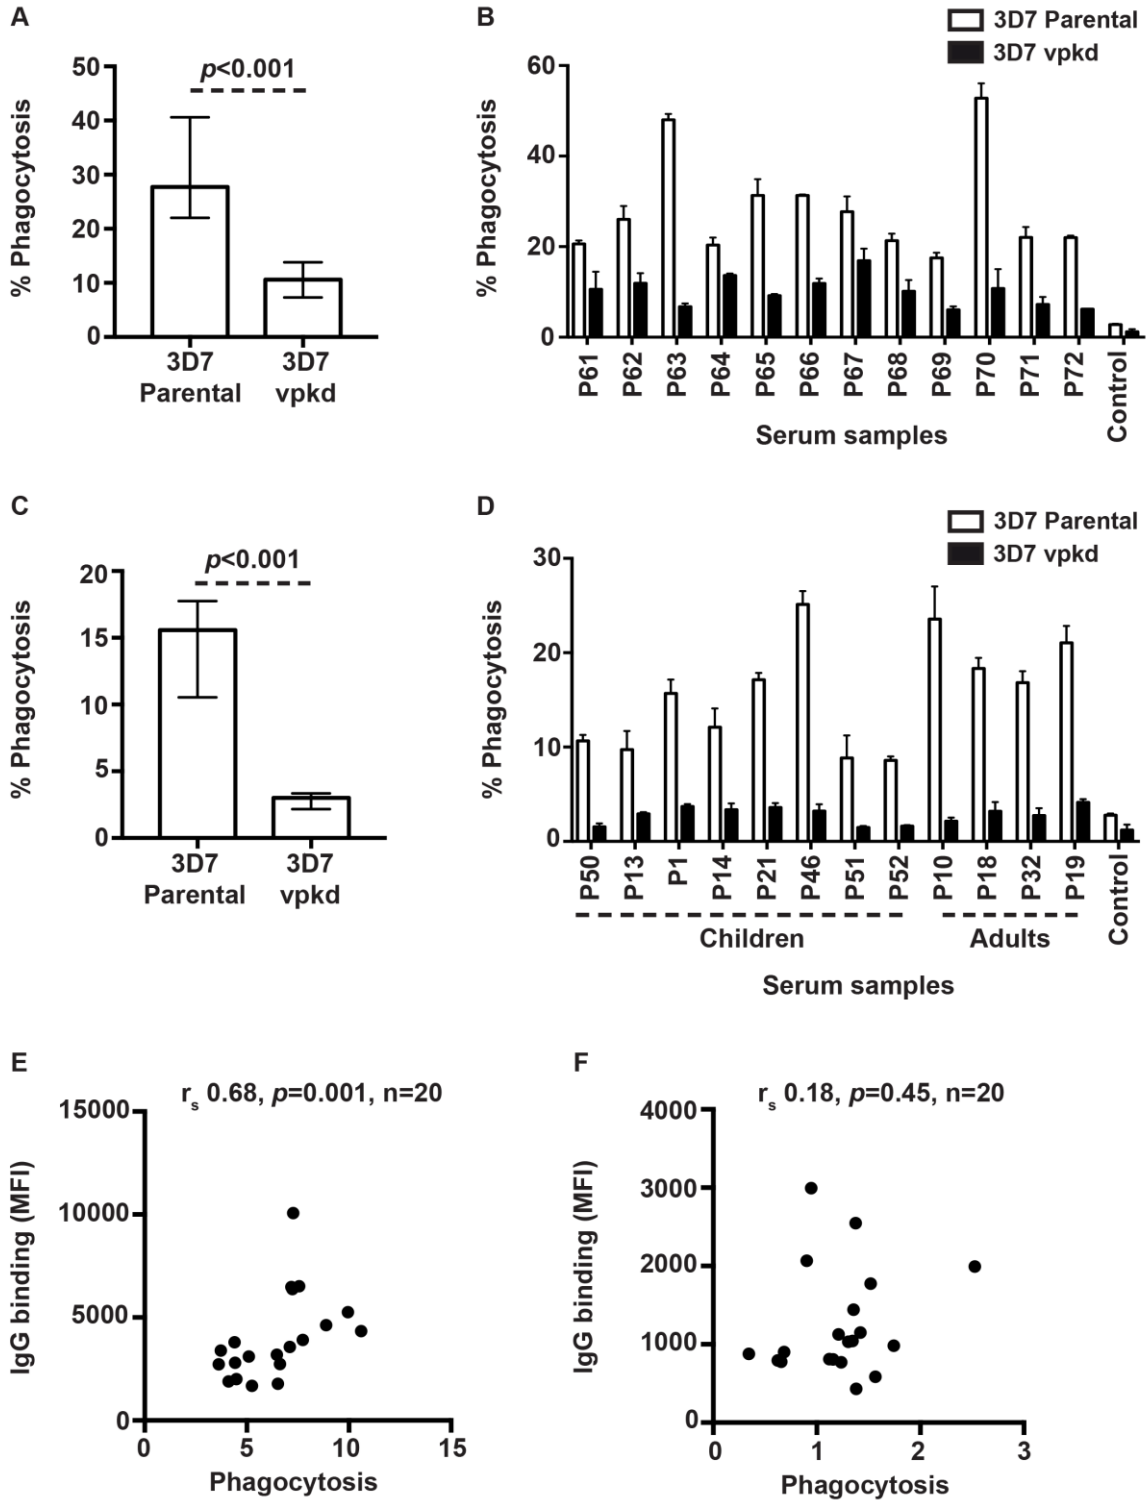 A
50
40
30
20
10
0
% Phagocytosis
p<0.001
3D7
Parental
3D7
vpkd
B
3D7 Parental
3D7 vpkd
60
40
20
0
% Phagocytosis
P61
P62
P63
P64
P65
P66
P67
P68
P69
P70
P71
P72
Control
Serum samples
C
20
15
10
5
0
% Phagocytosis
p<0.001
3D7
Parental
3D7
vpkd
D
3D7 Parental
3D7 vpkd
30
20
10
0
% Phagocytosis
P50
P13
P1
P14
P21
P46
P51
P52
P10
P18
P32
P19
Control
Children
Adults
Serum samples
E
rs 0.68, p=0.001, n=20
15000
10000
5000
0
IgG binding (MFI)
0 5 10 15
Phagocytosis
F
rs 0.18, p=0.45, n=20
4000
3000
2000
1000
0
IgG binding (MFI)
0 1 2 3
Phagocytosis